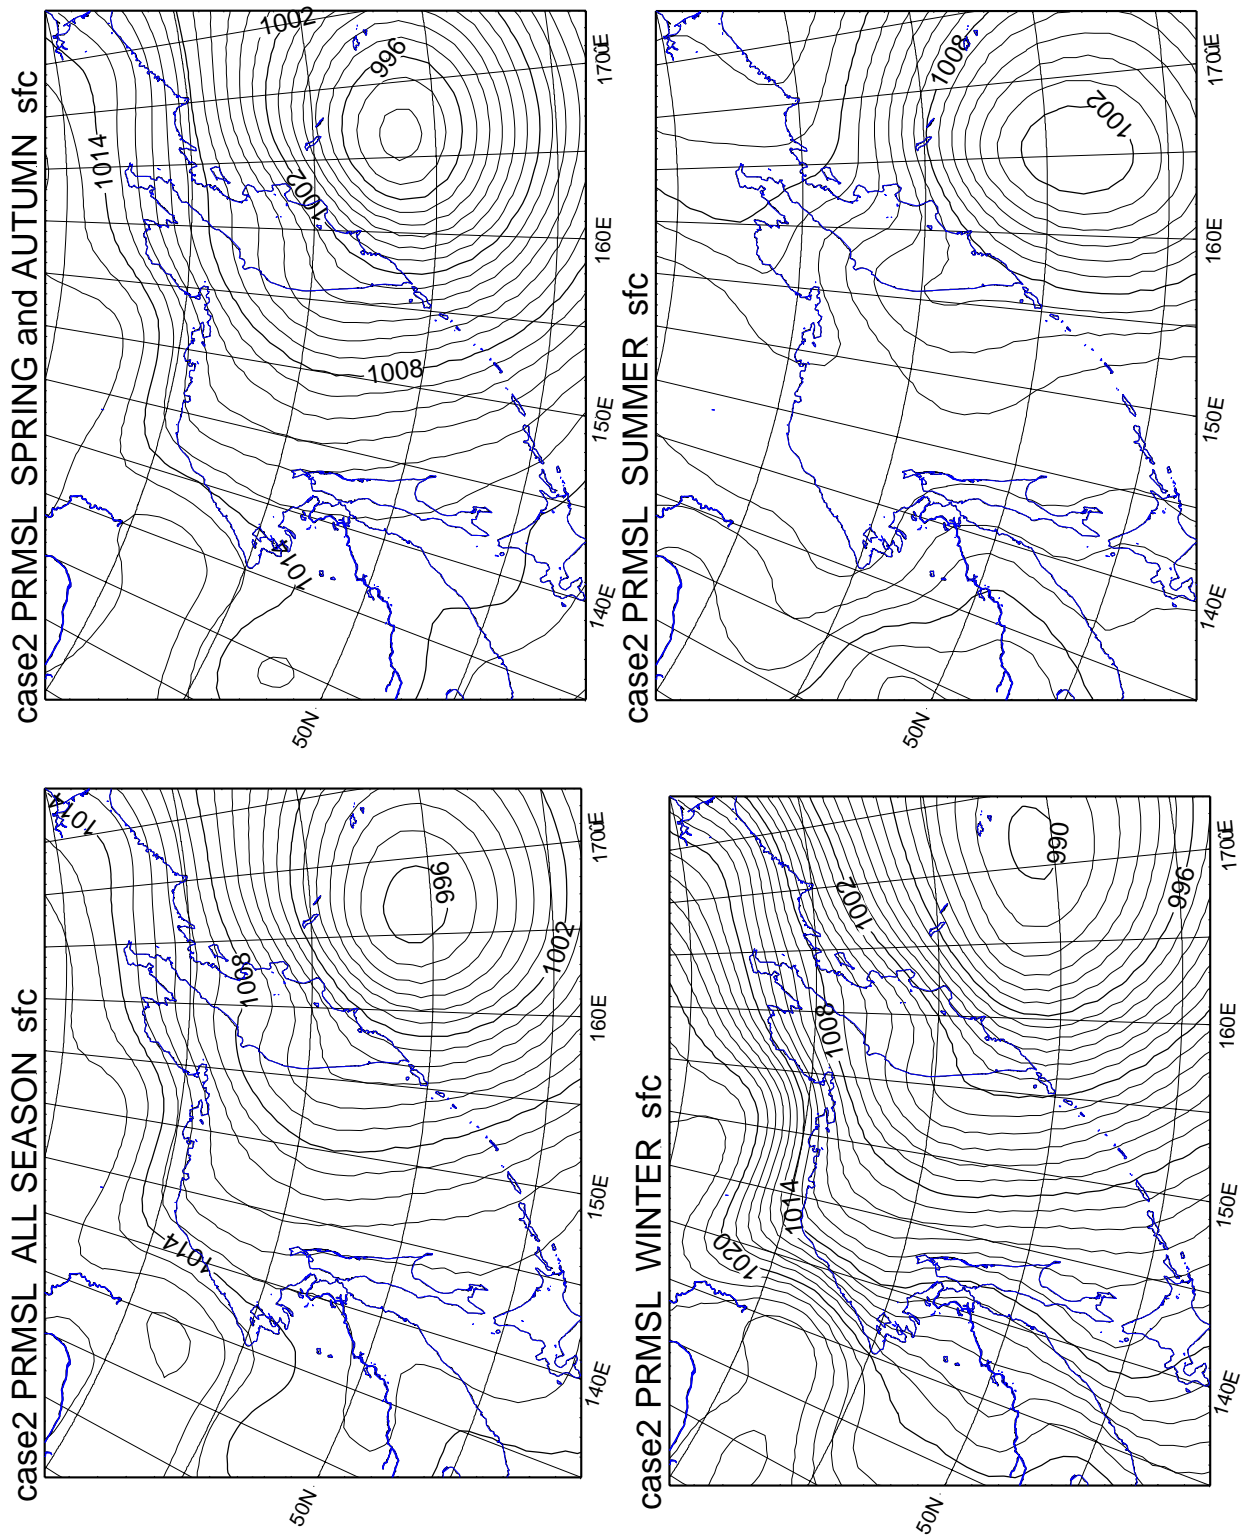 case2 PRMSL ALL SEASON sfc
1014
1014
1008
996
1002
50N
140E
150E
160E
170E
case2 PRMSL SPRING and AUTUMN sfc
1014
1002
1014
1002
996
1008
50N
140E
150E
160E
170E
case2 PRMSL WINTER sfc
1020
1014
1008
1002
990
996
50N
140E
150E
160E
170E
case2 PRMSL SUMMER sfc
1008
1002
50N
140E
150E
160E
170E